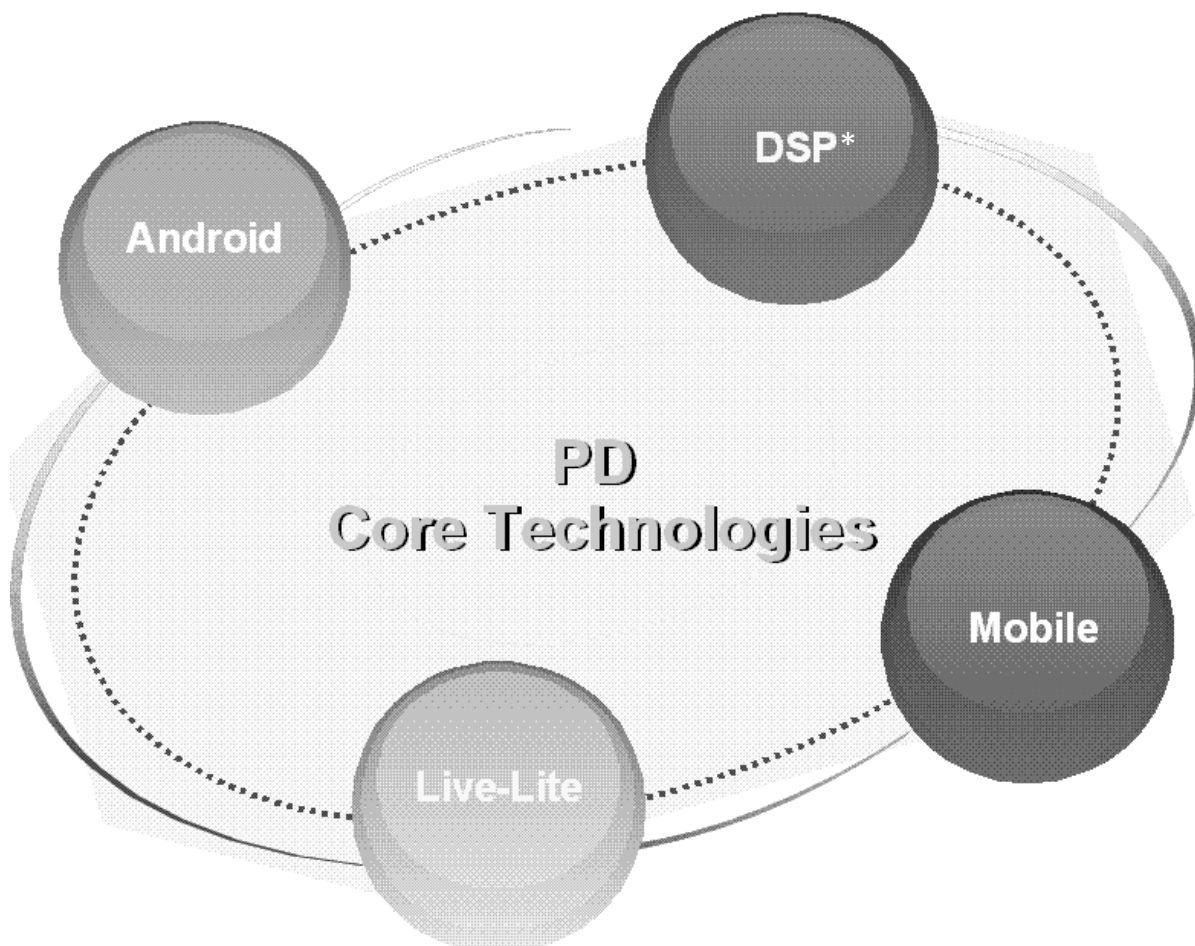 DSP*
Android
PD
Core Technologies
Mobile
Live-Lite